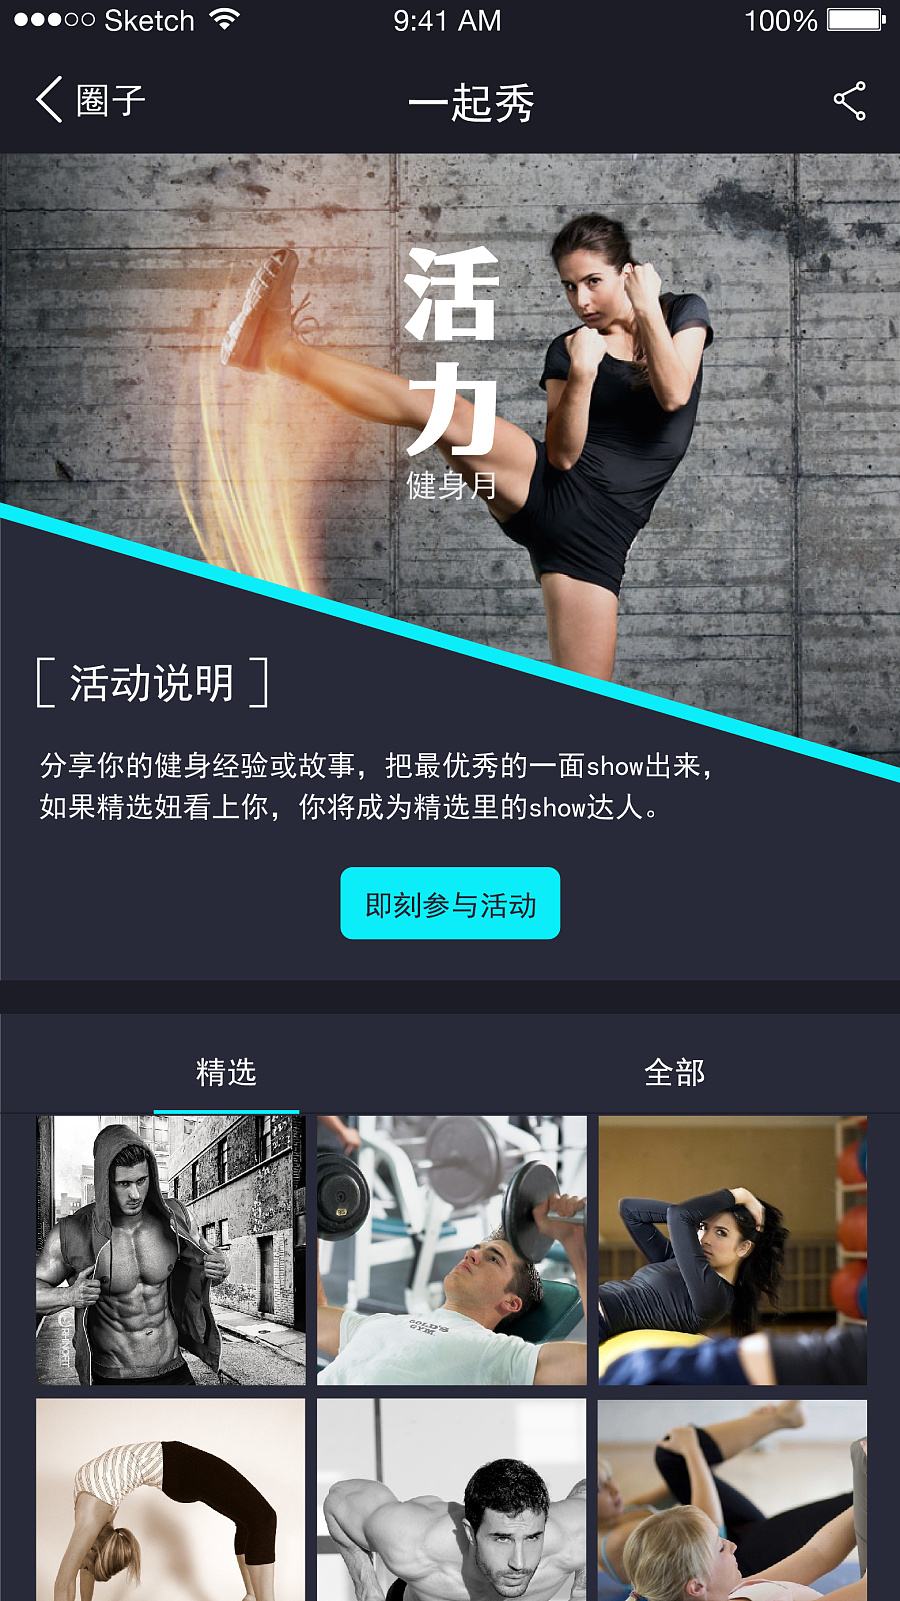 Sketch 9:41 AM 100%
圈子 一起秀
活
力
健身月
活动说明
分享你的健身经验或故事，把最优秀的一面show出来，
如果精选妞看上你，你将成为精选里的show达人。
即刻参与活动
精选 全部
GOLD'S
GYM